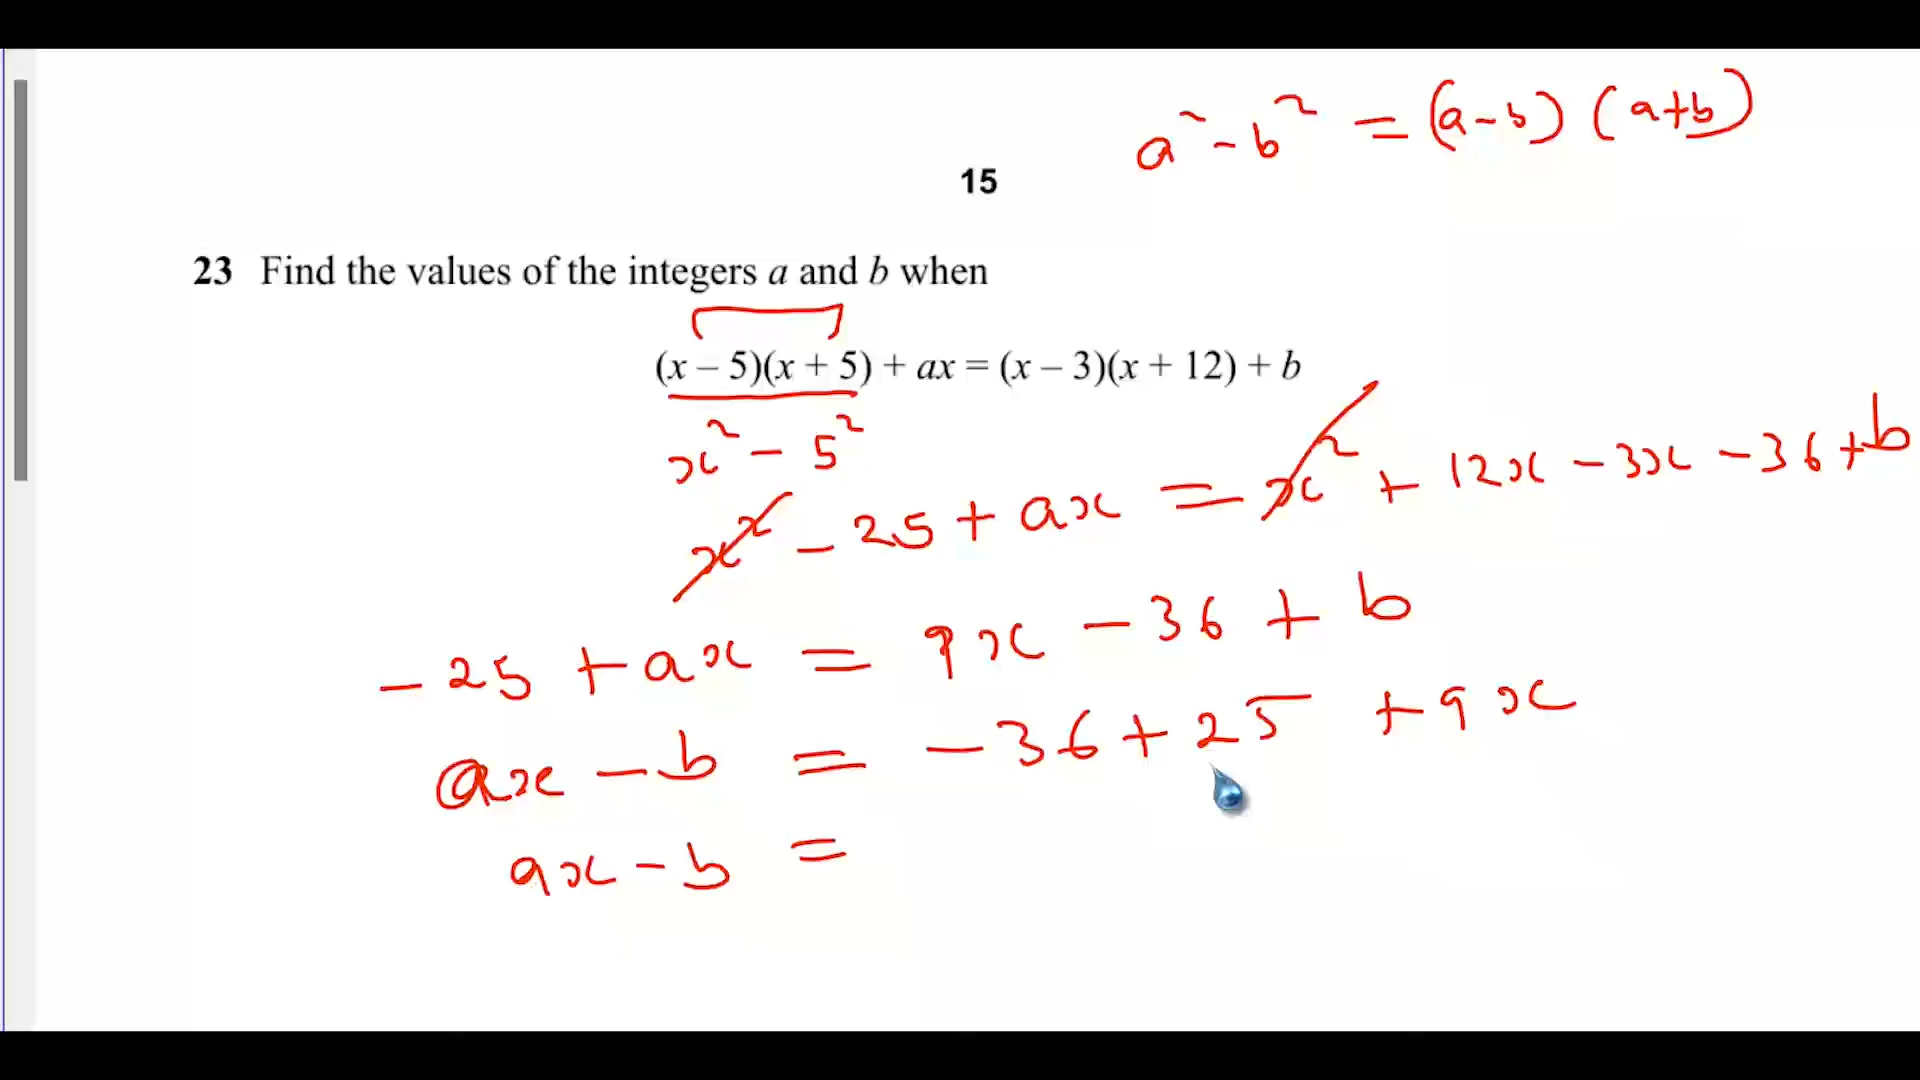 a² - b² = (a-b) (a+b)
15
23 Find the values of the integers a and b when
(x – 5)(x + 5) + ax = (x – 3)(x + 12) + b
x² - 5²
x² - 25 + ax = x² + 12x - 3x - 36 + b
- 25 + ax = 9x - 36 + b
ax - b = - 36 + 25 + 9x
ax - b =